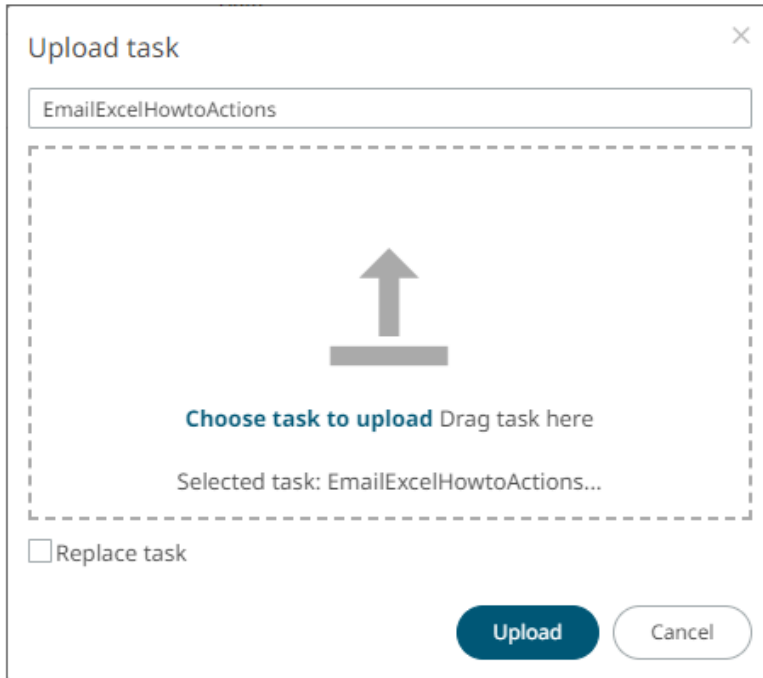 Upload task
EmailExcelHowtoActions
Choose task to upload Drag task here
Selected task: EmailExcelHowtoActions...
Replace task
Upload Cancel